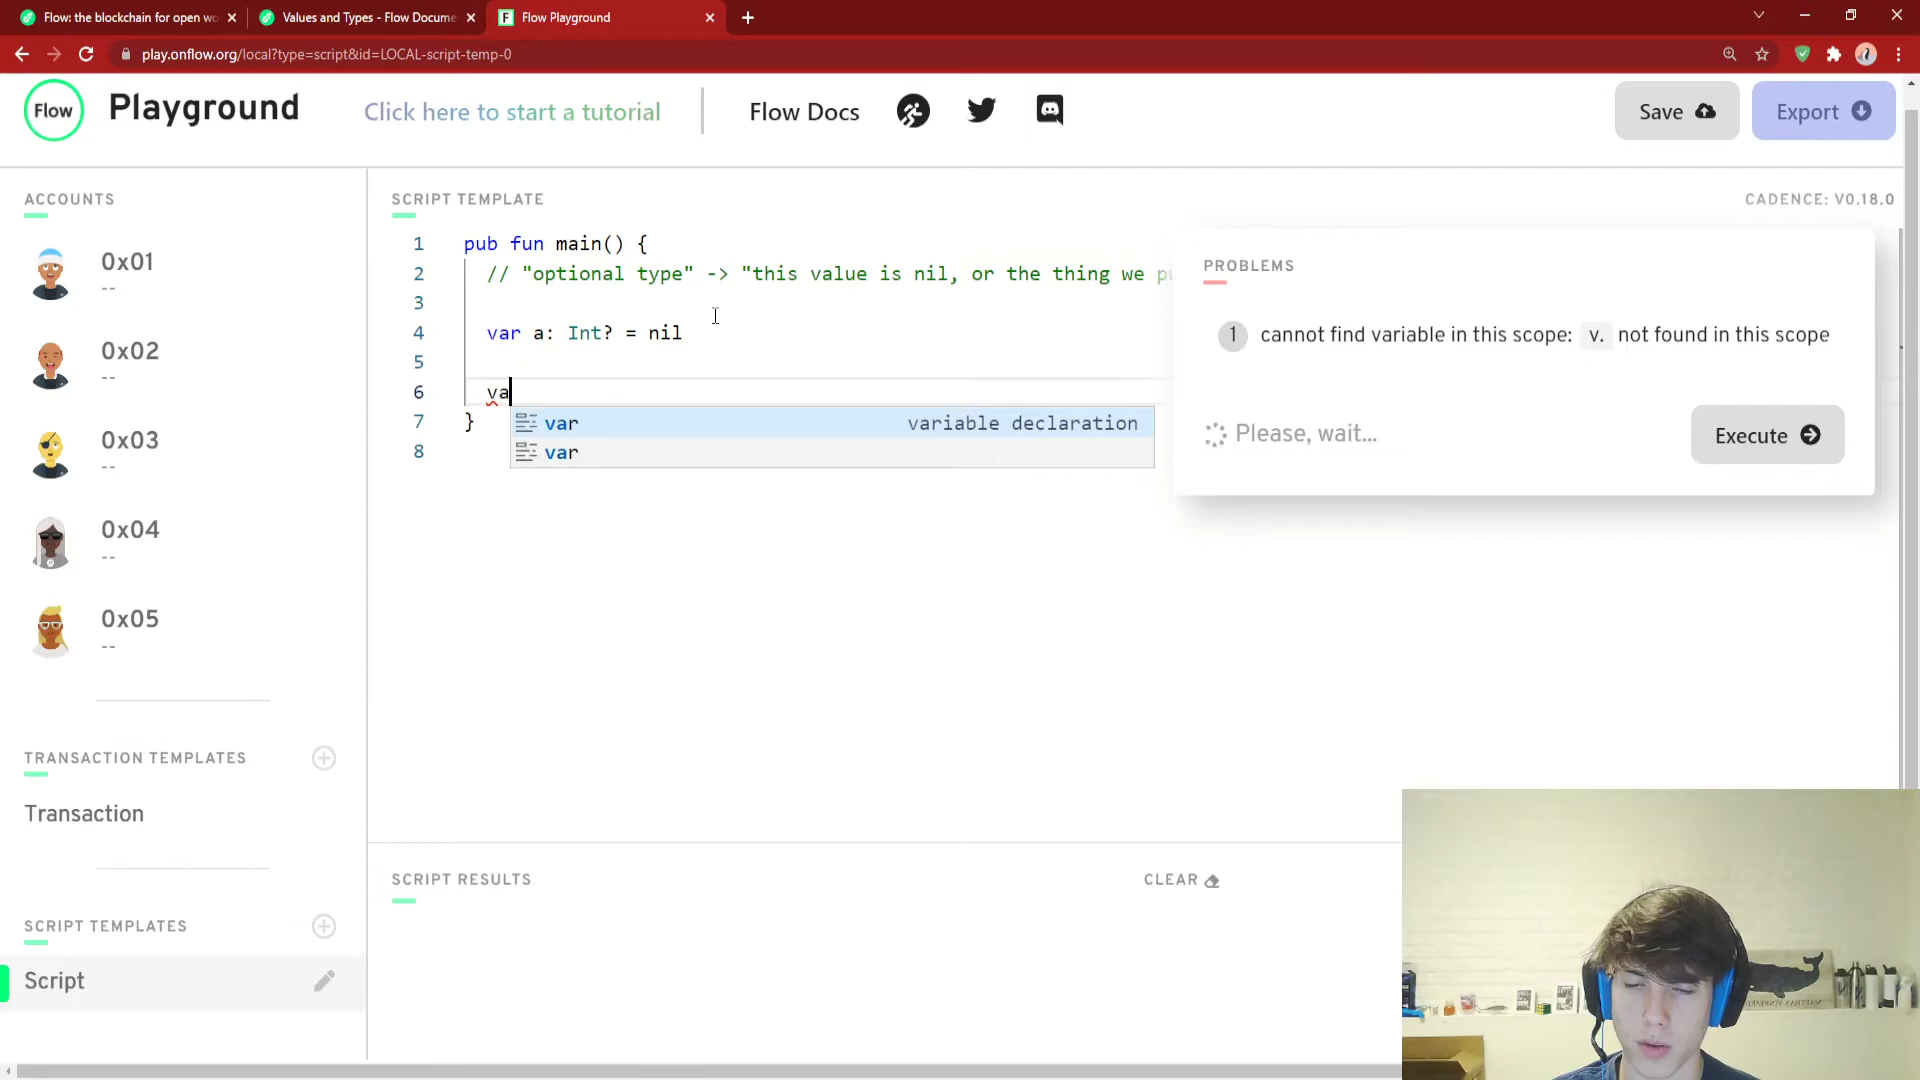 Flow: the blockchain for open wo
Values and Types - Flow Docume
F
Flow Playground
play.onflow.org/local?type=script&id=LOCAL-script-temp-0
Flow
Playground
Click here to start a tutorial
Flow Docs
Save
Export
ACCOUNTS
0x01
--
0x02
--
0x03
--
0x04
--
0x05
--
TRANSACTION TEMPLATES
Transaction
SCRIPT TEMPLATES
Script
SCRIPT TEMPLATE
CADENCE: V0.18.0
1 pub fun main() {
2 // "optional type" -> "this value is nil, or the thing we pu
3
4 var a: Int? = nil
5
6 va
7 }
8
var variable declaration
var
PROBLEMS
1 cannot find variable in this scope: v. not found in this scope
Please, wait...
Execute
SCRIPT RESULTS
CLEAR